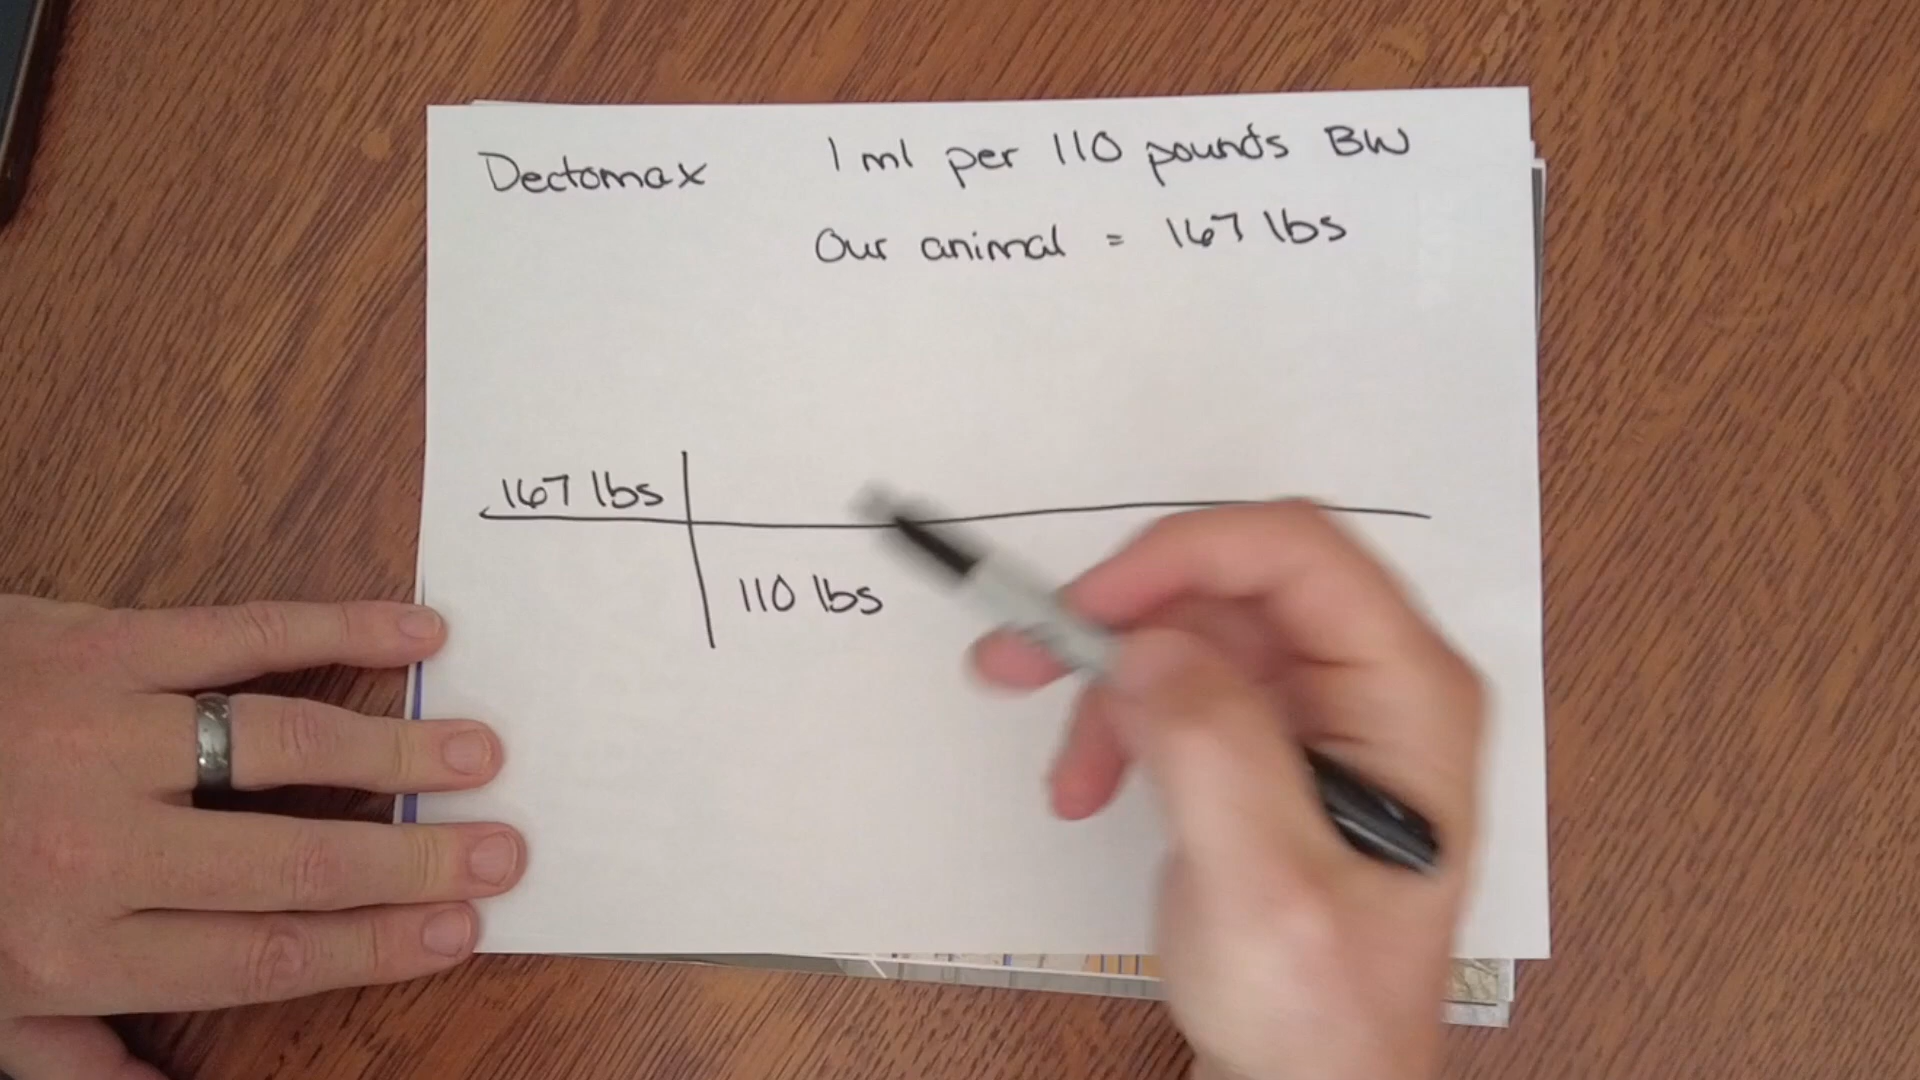 Dectomax 1 ml per 110 pounds BW
Our animal = 167 lbs
167 lbs
110 lbs